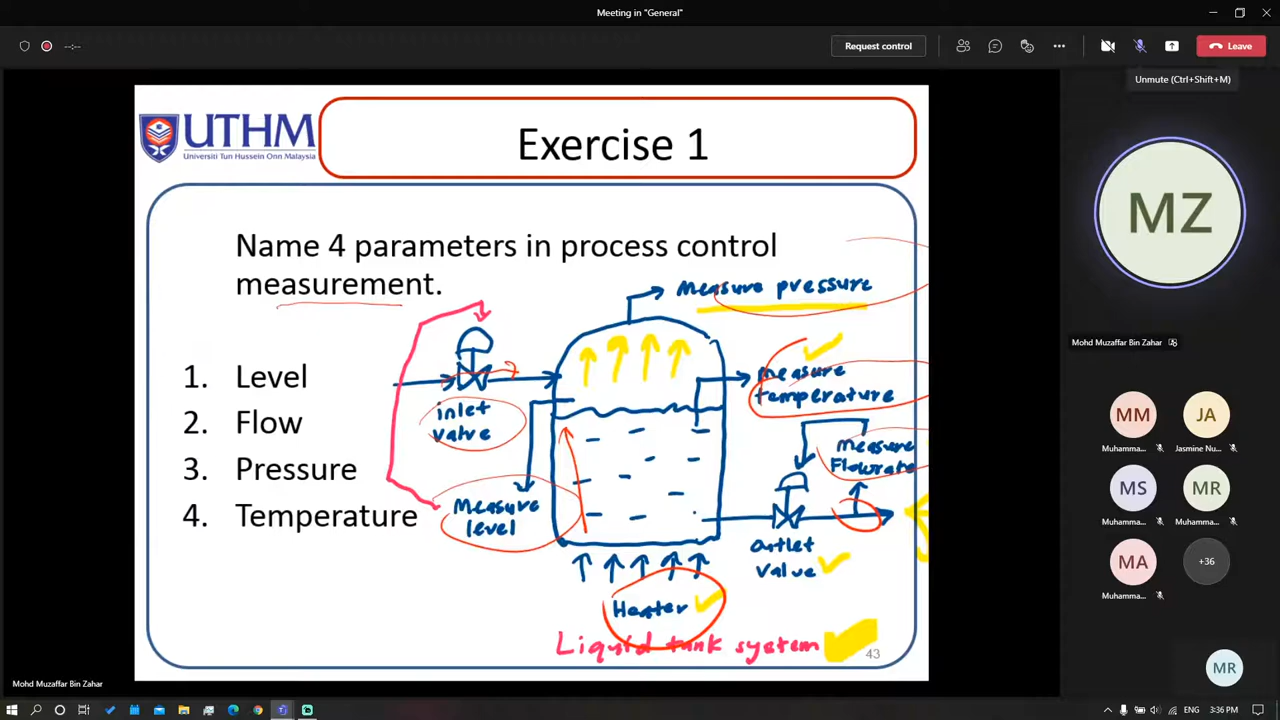 Meeting in "General"
--:--
Request control
Leave
Unmute (Ctrl+Shift+M)
UTHM
Universiti Tun Hussein Onn Malaysia
Exercise 1
Name 4 parameters in process control
measurement.
1. Level
2. Flow
3. Pressure
4. Temperature
Measure pressure
measure
temperature
inlet
valve
Measure
Flowrate
Measure
level
outlet
valve
Heater
Liquid tank system
43
MZ
Mohd Muzaffar Bin Zahar
MM
Muhamma...
JA
Jasmine Nu...
MS
Muhamma...
MR
Muhamma...
MA
Muhamma...
+36
MR
Mohd Muzaffar Bin Zahar
ENG
3:36 PM